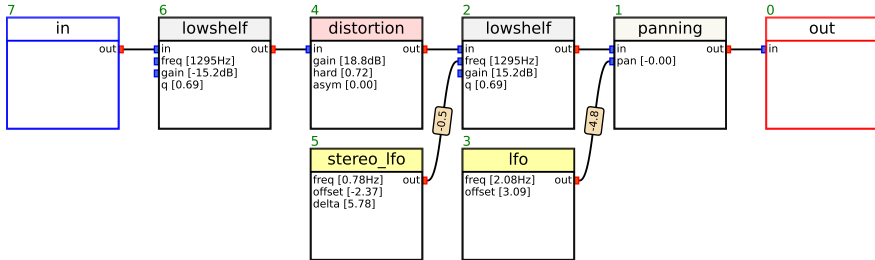 7
in
out
6
lowshelf
in out
freq [1295Hz]
gain [-15.2dB]
q [0.69]
4
distortion
in out
gain [18.8dB]
hard [0.72]
asym [0.00]
2
lowshelf
in out
freq [1295Hz]
gain [15.2dB]
q [0.69]
1
panning
in out
pan [-0.00]
0
out
in
-0.5
-4.8
5
stereo_lfo
freq [0.78Hz] out
offset [-2.37]
delta [5.78]
3
lfo
freq [2.08Hz] out
offset [3.09]